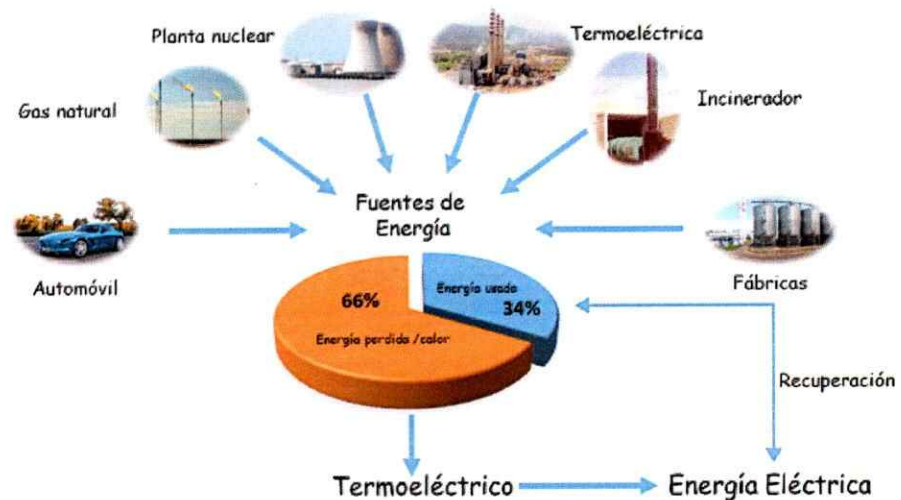 Planta nuclear
Termoeléctrica
Gas natural
Incinerador
Fuentes de
Energía
Automóvil
Fábricas
66%
Energía usada
34%
Energía perdida /calor
Recuperación
Termoeléctrico
Energía Eléctrica